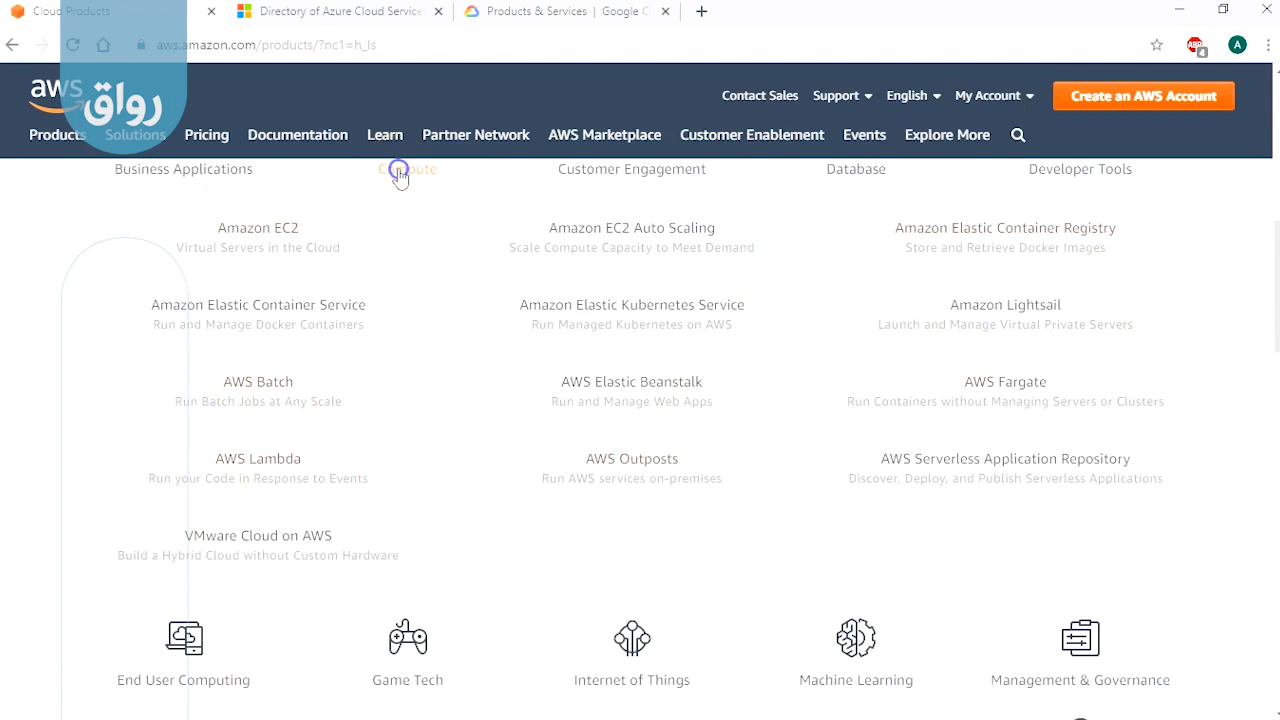 Cloud Products
Directory of Azure Cloud Service
Products & Services | Google Cl
aws.amazon.com/products/?nc1=h_ls
ABP
4
A
aws
رواق
Contact Sales
Support
English
My Account
Create an AWS Account
Products
Solutions
Pricing
Documentation
Learn
Partner Network
AWS Marketplace
Customer Enablement
Events
Explore More
Business Applications
Compute
Customer Engagement
Database
Developer Tools
Amazon EC2
Virtual Servers in the Cloud
Amazon EC2 Auto Scaling
Scale Compute Capacity to Meet Demand
Amazon Elastic Container Registry
Store and Retrieve Docker Images
Amazon Elastic Container Service
Run and Manage Docker Containers
Amazon Elastic Kubernetes Service
Run Managed Kubernetes on AWS
Amazon Lightsail
Launch and Manage Virtual Private Servers
AWS Batch
Run Batch Jobs at Any Scale
AWS Elastic Beanstalk
Run and Manage Web Apps
AWS Fargate
Run Containers without Managing Servers or Clusters
AWS Lambda
Run your Code in Response to Events
AWS Outposts
Run AWS services on-premises
AWS Serverless Application Repository
Discover, Deploy, and Publish Serverless Applications
VMware Cloud on AWS
Build a Hybrid Cloud without Custom Hardware
End User Computing
Game Tech
Internet of Things
Machine Learning
Management & Governance